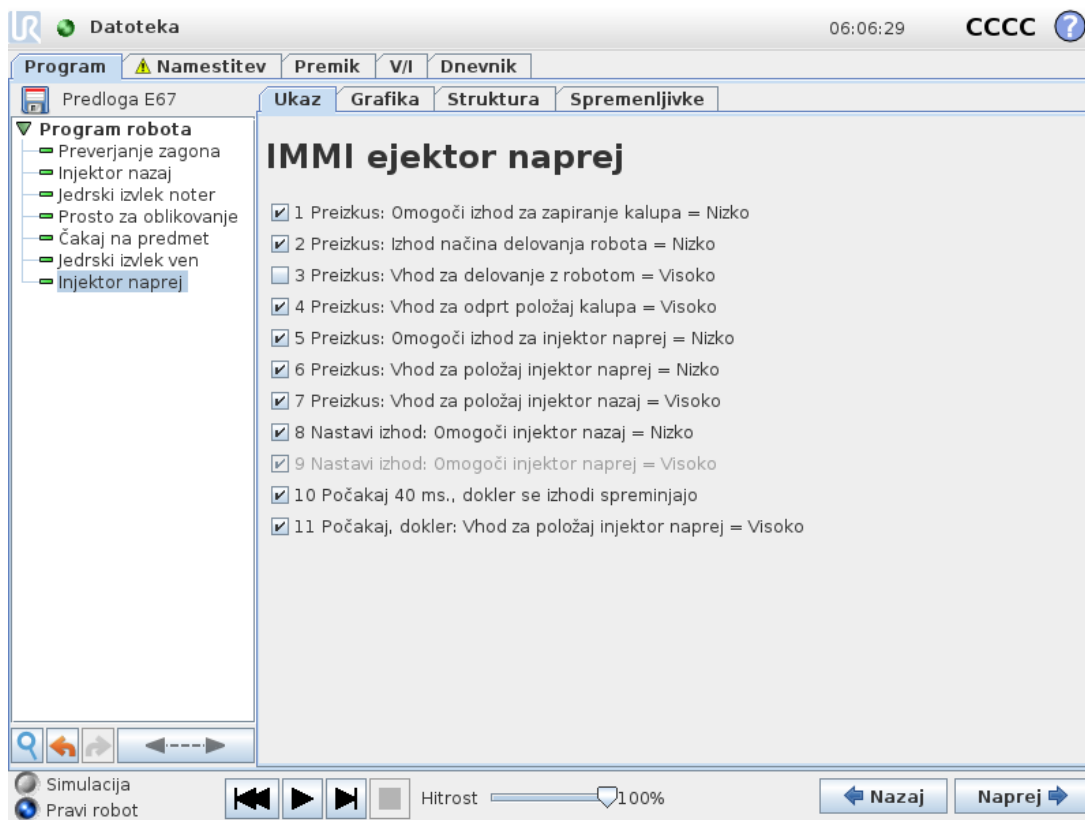 UR Datoteka 06:06:29 CCCC ?
Program Namestitev Premik V/I Dnevnik
Predloga E67
Ukaz Grafika Struktura Spremenljivke
Program robota
Preverjanje zagona
Injektor nazaj
Jedrski izvlek noter
Prosto za oblikovanje
Čakaj na predmet
Jedrski izvlek ven
Injektor naprej
IMMI ejektor naprej
1 Preizkus: Omogoči izhod za zapiranje kalupa = Nizko
2 Preizkus: Izhod načina delovanja robota = Nizko
3 Preizkus: Vhod za delovanje z robotom = Visoko
4 Preizkus: Vhod za odprt položaj kalupa = Visoko
5 Preizkus: Omogoči izhod za injektor naprej = Nizko
6 Preizkus: Vhod za položaj injektor naprej = Nizko
7 Preizkus: Vhod za položaj injektor nazaj = Visoko
8 Nastavi izhod: Omogoči injektor nazaj = Nizko
9 Nastavi izhod: Omogoči injektor naprej = Visoko
10 Počakaj 40 ms., dokler se izhodi spreminjajo
11 Počakaj, dokler: Vhod za položaj injektor naprej = Visoko
Simulacija
Pravi robot
Hitrost 100%
Nazaj
Naprej